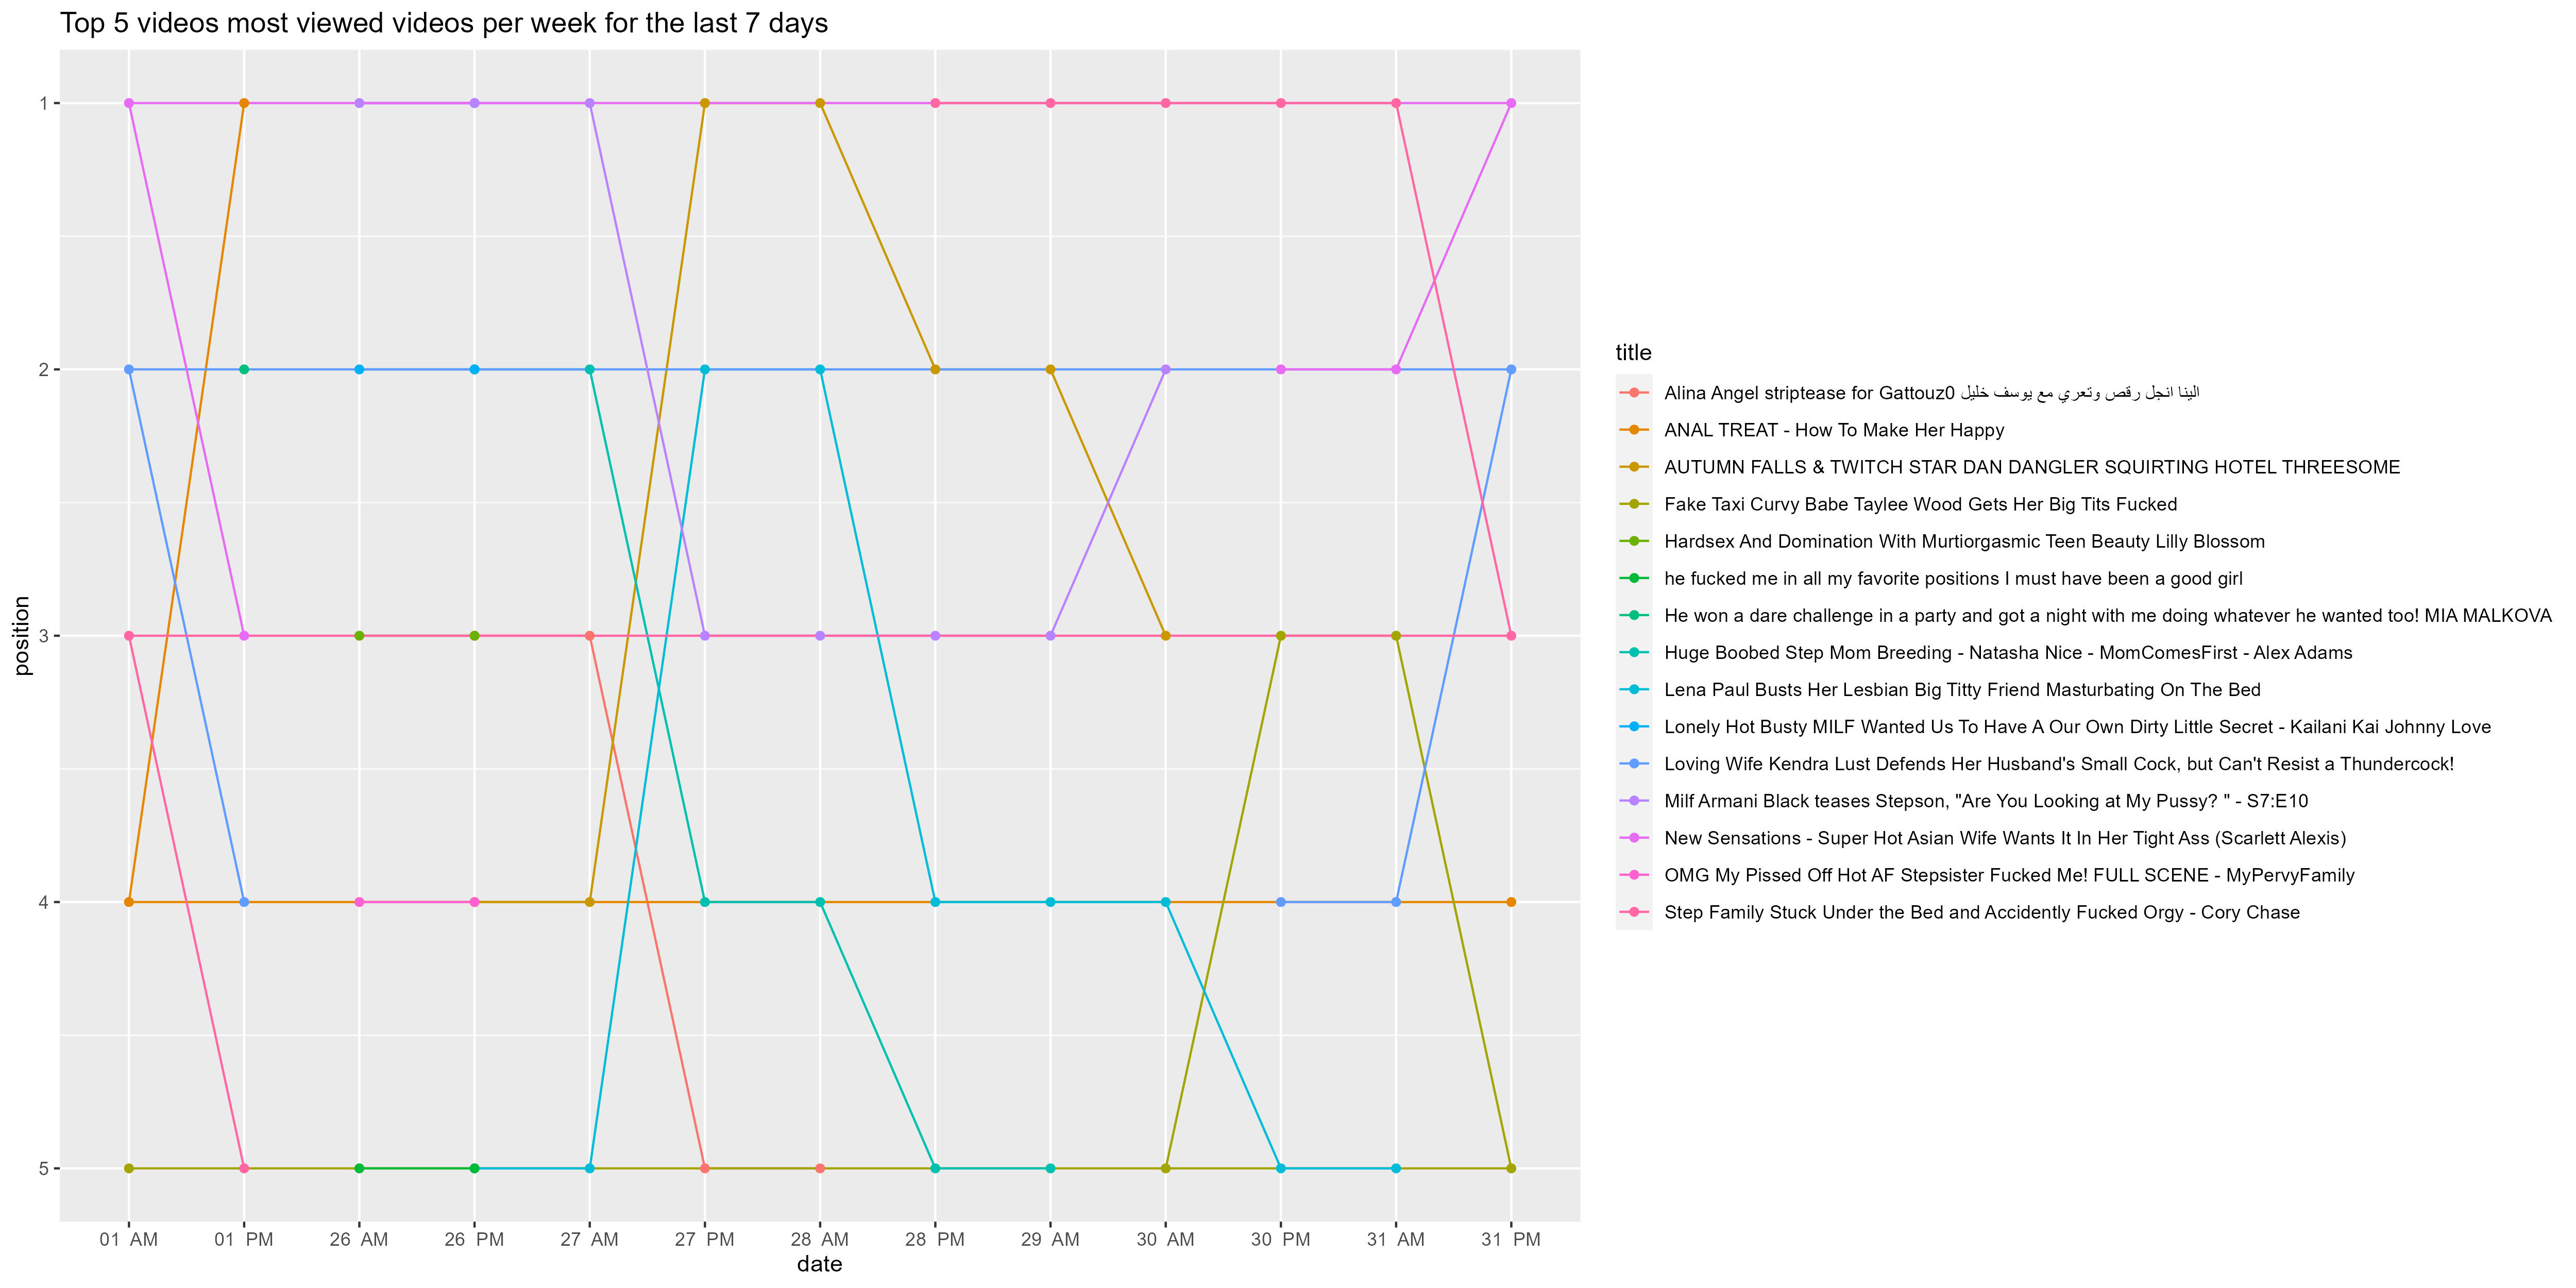 Top 5 videos most viewed videos per week for the last 7 days
position
1
2
3
4
5
01 AM
01 PM
26 AM
26 PM
27 AM
27 PM
28 AM
28 PM
29 AM
30 AM
30 PM
31 AM
31 PM
date
title
Alina Angel striptease for Gattouz0 الينا انجل رقص وتعري مع يوسف خليل
ANAL TREAT - How To Make Her Happy
AUTUMN FALLS & TWITCH STAR DAN DANGLER SQUIRTING HOTEL THREESOME
Fake Taxi Curvy Babe Taylee Wood Gets Her Big Tits Fucked
Hardsex And Domination With Murtiorgasmic Teen Beauty Lilly Blossom
he fucked me in all my favorite positions I must have been a good girl
He won a dare challenge in a party and got a night with me doing whatever he wanted too! MIA MALKOVA
Huge Boobed Step Mom Breeding - Natasha Nice - MomComesFirst - Alex Adams
Lena Paul Busts Her Lesbian Big Titty Friend Masturbating On The Bed
Lonely Hot Busty MILF Wanted Us To Have A Our Own Dirty Little Secret - Kailani Kai Johnny Love
Loving Wife Kendra Lust Defends Her Husband's Small Cock, but Can't Resist a Thundercock!
Milf Armani Black teases Stepson, "Are You Looking at My Pussy? " - S7:E10
New Sensations - Super Hot Asian Wife Wants It In Her Tight Ass (Scarlett Alexis)
OMG My Pissed Off Hot AF Stepsister Fucked Me! FULL SCENE - MyPervyFamily
Step Family Stuck Under the Bed and Accidently Fucked Orgy - Cory Chase